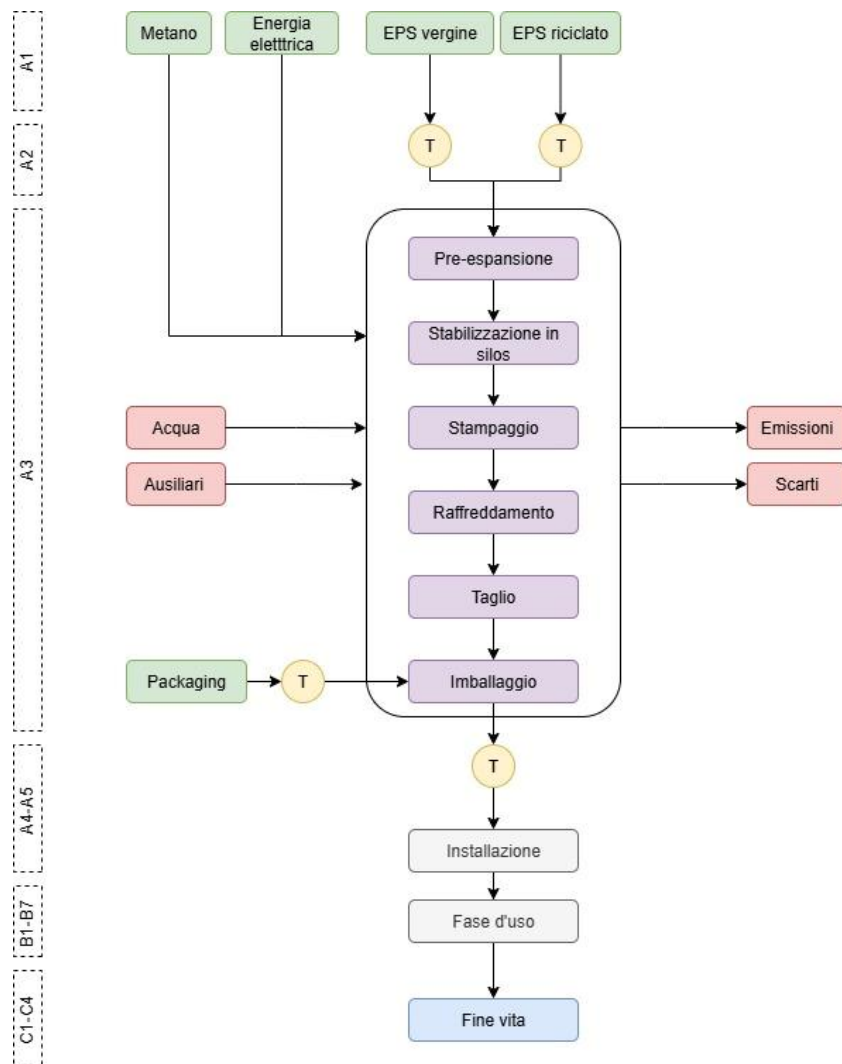 A1
Metano
Energia
eletttrica
EPS vergine
EPS riciclato
A2
T
T
A3
Pre-espansione
Stabilizzazione in
silos
Acqua
Stampaggio
Emissioni
Ausiliari
Scarti
Raffreddamento
Taglio
Packaging
T
Imballaggio
A4-A5
T
Installazione
B1-B7
Fase d'uso
C1-C4
Fine vita